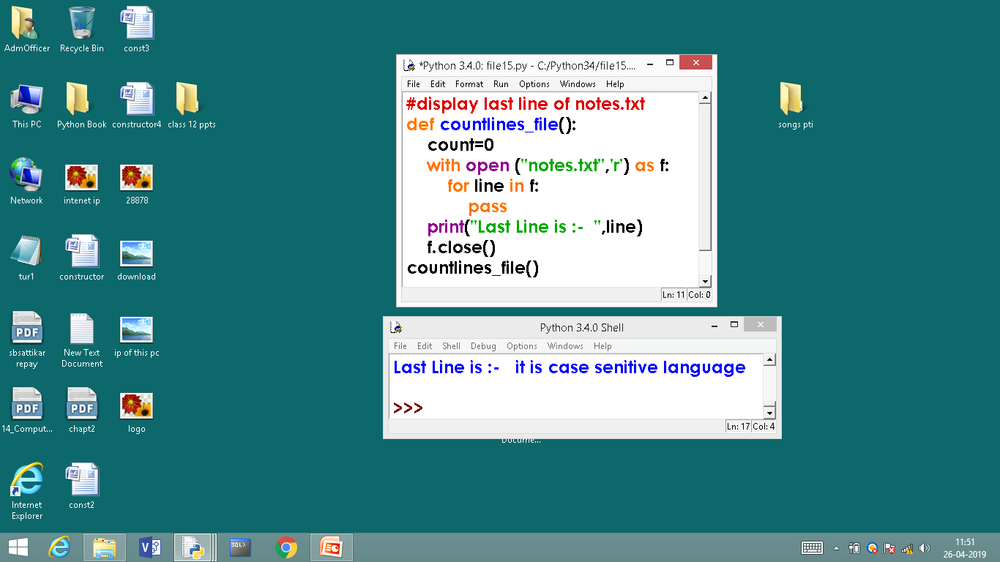 AdmOfficer
Recycle Bin
const3
This PC
Python Book
constructor4
class 12 ppts
Network
intenet ip
28878
tur1
constructor
download
PDF
sbsattikar
repay
New Text
Document
ip of this pc
PDF
14_Comput...
PDF
chapt2
logo
Internet
Explorer
const2
songs pti
*Python 3.4.0: file15.py - C:/Python34/file15....
File Edit Format Run Options Windows Help
#display last line of notes.txt
def countlines_file():
    count=0
    with open ("notes.txt",'r') as f:
        for line in f:
            pass
    print("Last Line is :-  ",line)
    f.close()
countlines_file()
Ln: 11 Col: 0
Python 3.4.0 Shell
File Edit Shell Debug Options Windows Help
Last Line is :-   it is case senitive language
>>>
Ln: 17 Col: 4
Docume...
SQL>
11:51
26-04-2019